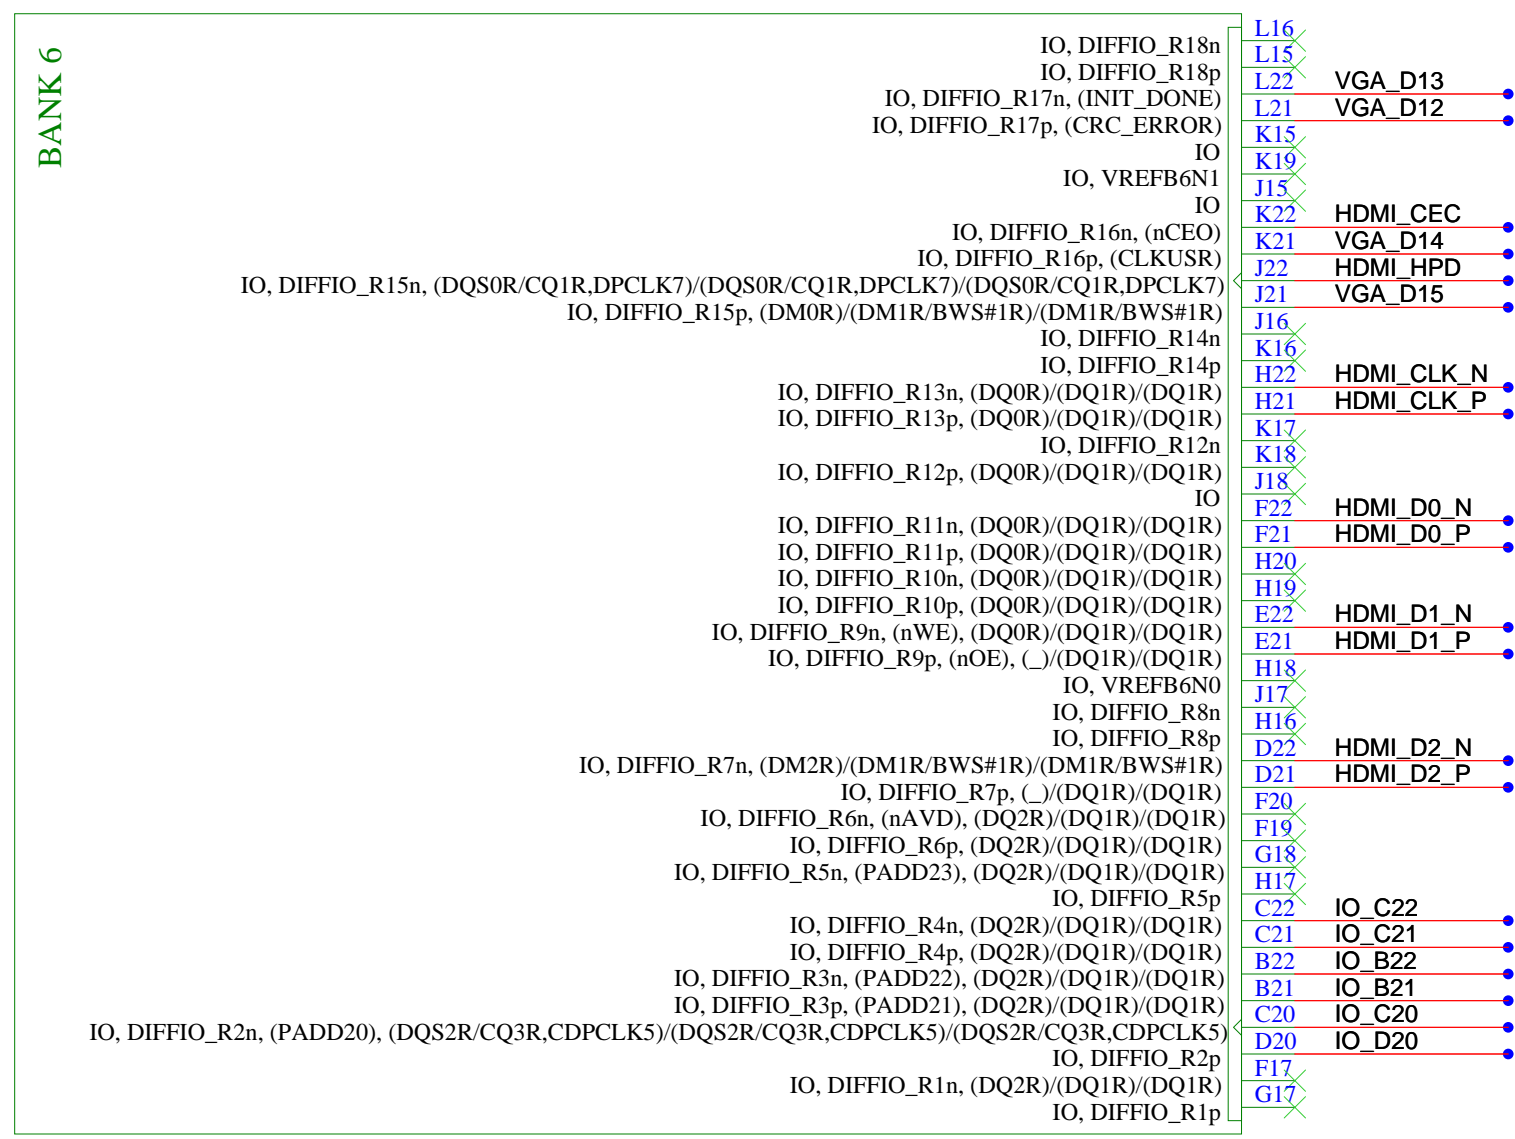 BANK 6
IO, DIFFIO_R18n L16
IO, DIFFIO_R18p L15
IO, DIFFIO_R17n, (INIT_DONE) L22 VGA_D13
IO, DIFFIO_R17p, (CRC_ERROR) L21 VGA_D12
IO K15
IO, VREFB6N1 K19
IO J15
IO, DIFFIO_R16n, (nCEO) K22 HDMI_CEC
IO, DIFFIO_R16p, (CLKUSR) K21 VGA_D14
IO, DIFFIO_R15n, (DQS0R/CQ1R,DPCLK7)/(DQS0R/CQ1R,DPCLK7)/(DQS0R/CQ1R,DPCLK7) J22 HDMI_HPD
IO, DIFFIO_R15p, (DM0R)/(DM1R/BWS#1R)/(DM1R/BWS#1R) J21 VGA_D15
IO, DIFFIO_R14n J16
IO, DIFFIO_R14p K16
IO, DIFFIO_R13n, (DQ0R)/(DQ1R)/(DQ1R) H22 HDMI_CLK_N
IO, DIFFIO_R13p, (DQ0R)/(DQ1R)/(DQ1R) H21 HDMI_CLK_P
IO, DIFFIO_R12n K17
IO, DIFFIO_R12p, (DQ0R)/(DQ1R)/(DQ1R) K18
IO J18
IO, DIFFIO_R11n, (DQ0R)/(DQ1R)/(DQ1R) F22 HDMI_D0_N
IO, DIFFIO_R11p, (DQ0R)/(DQ1R)/(DQ1R) F21 HDMI_D0_P
IO, DIFFIO_R10n, (DQ0R)/(DQ1R)/(DQ1R) H20
IO, DIFFIO_R10p, (DQ0R)/(DQ1R)/(DQ1R) H19
IO, DIFFIO_R9n, (nWE), (DQ0R)/(DQ1R)/(DQ1R) E22 HDMI_D1_N
IO, DIFFIO_R9p, (nOE), (_)/(DQ1R)/(DQ1R) E21 HDMI_D1_P
IO, VREFB6N0 H18
IO, DIFFIO_R8n J17
IO, DIFFIO_R8p H16
IO, DIFFIO_R7n, (DM2R)/(DM1R/BWS#1R)/(DM1R/BWS#1R) D22 HDMI_D2_N
IO, DIFFIO_R7p, (_)/(DQ1R)/(DQ1R) D21 HDMI_D2_P
IO, DIFFIO_R6n, (nAVD), (DQ2R)/(DQ1R)/(DQ1R) F20
IO, DIFFIO_R6p, (DQ2R)/(DQ1R)/(DQ1R) F19
IO, DIFFIO_R5n, (PADD23), (DQ2R)/(DQ1R)/(DQ1R) G18
IO, DIFFIO_R5p H17
IO, DIFFIO_R4n, (DQ2R)/(DQ1R)/(DQ1R) C22 IO_C22
IO, DIFFIO_R4p, (DQ2R)/(DQ1R)/(DQ1R) C21 IO_C21
IO, DIFFIO_R3n, (PADD22), (DQ2R)/(DQ1R)/(DQ1R) B22 IO_B22
IO, DIFFIO_R3p, (PADD21), (DQ2R)/(DQ1R)/(DQ1R) B21 IO_B21
IO, DIFFIO_R2n, (PADD20), (DQS2R/CQ3R,CDPCLK5)/(DQS2R/CQ3R,CDPCLK5)/(DQS2R/CQ3R,CDPCLK5) C20 IO_C20
IO, DIFFIO_R2p D20 IO_D20
IO, DIFFIO_R1n, (DQ2R)/(DQ1R)/(DQ1R) F17
IO, DIFFIO_R1p G17